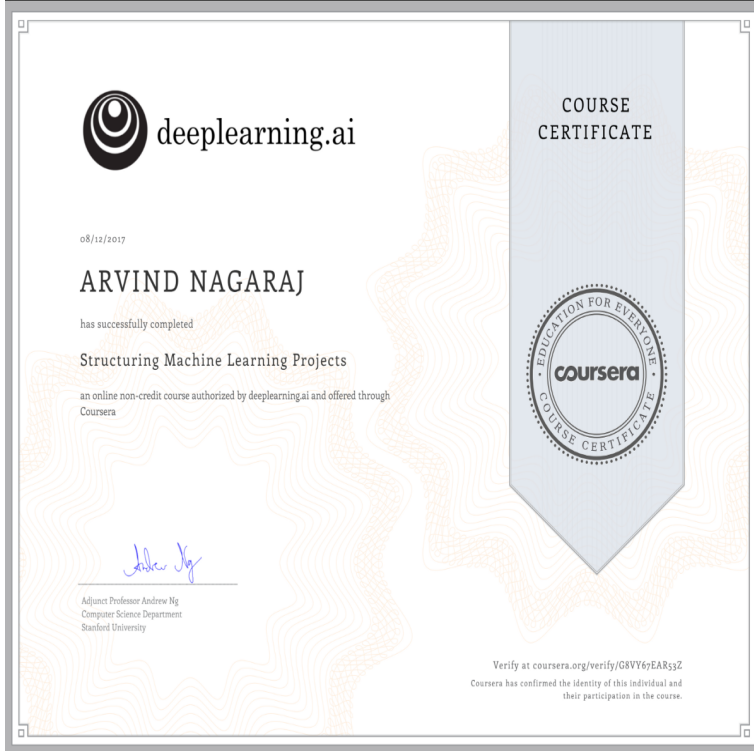 deeplearning.ai
COURSE
CERTIFICATE
08/12/2017
ARVIND NAGARAJ
has successfully completed
Structuring Machine Learning Projects
an online non-credit course authorized by deeplearning.ai and offered through
Coursera
EDUCATION FOR EVERYONE
coursera
COURSE CERTIFICATE
Andrew Ng
Adjunct Professor Andrew Ng
Computer Science Department
Stanford University
Verify at coursera.org/verify/G8VY67EAR53Z
Coursera has confirmed the identity of this individual and
their participation in the course.